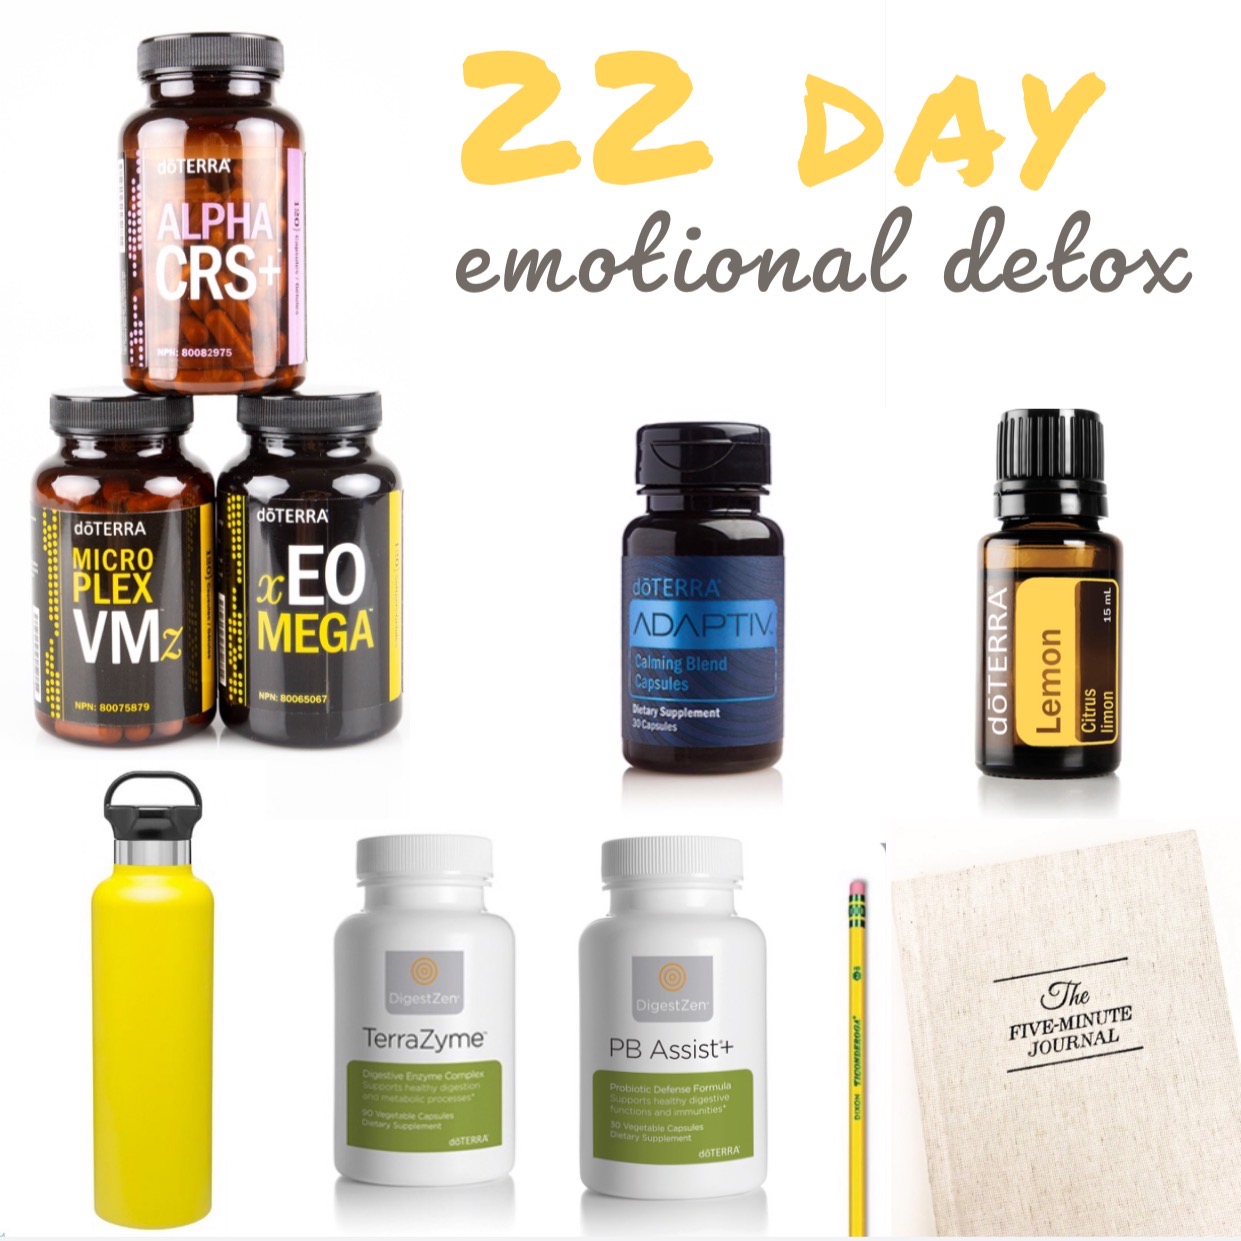 22 DAY
emotional detox
dōTERRA
ALPHA
CRS+
NPN: 80082975
dōTERRA
MICRO
PLEX
VMz
NPN: 80075879
dōTERRA
xEO
MEGA
NPN: 80065067
dōTERRA
ADAPTIV
Calming Blend
Capsules
Dietary Supplement
30 Capsules
dōTERRA
Lemon
Citrus
limon
15 mL
DigestZen
TerraZyme™
Digestive Enzyme Complex
Supports healthy digestion
and metabolic processes*
90 Vegetable Capsules
Dietary Supplement
dōTERRA
DigestZen
PB Assist®+
Probiotic Defense Formula
Supports healthy digestive
functions and immunities*
30 Vegetable Capsules
Dietary Supplement
dōTERRA
DIXON TICONDEROGA
The
FIVE-MINUTE
JOURNAL